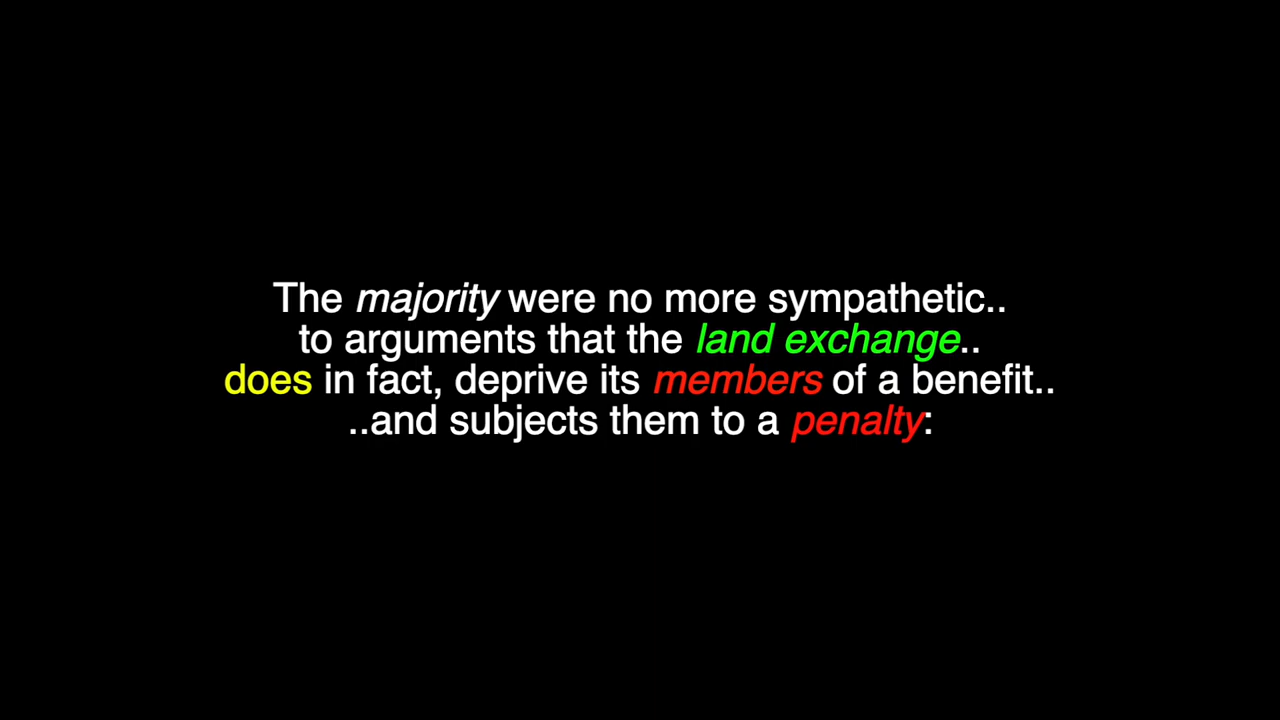 The majority were no more sympathetic..
to arguments that the land exchange..
does in fact, deprive its members of a benefit..
..and subjects them to a penalty: